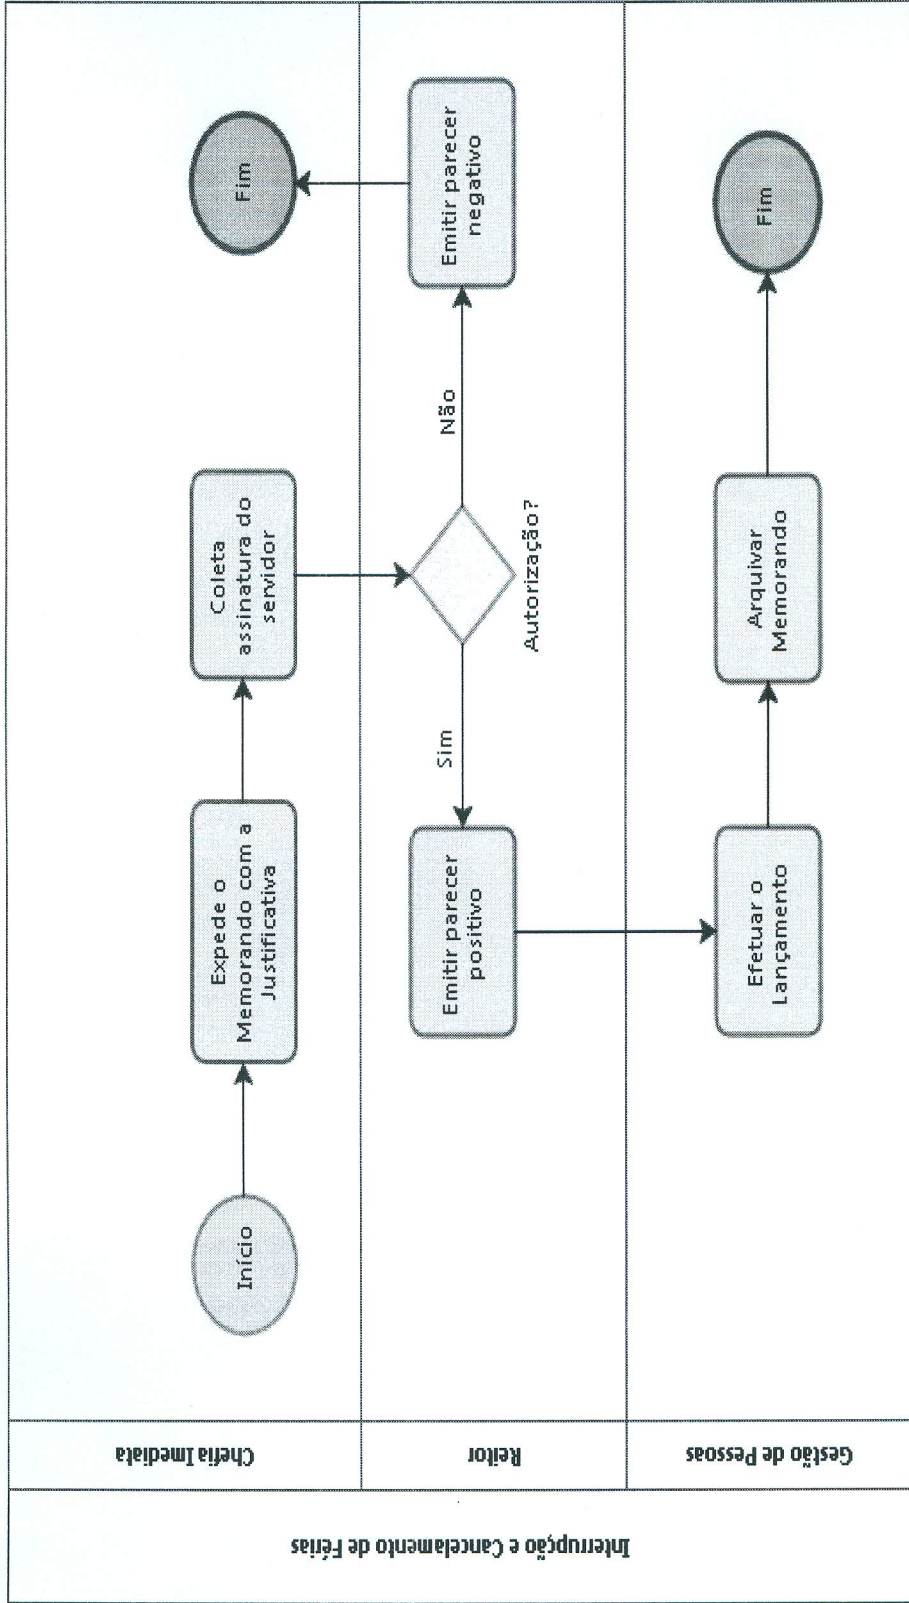 Interrupção e Cancelamento de Férias
Chefia Imediata
Início
Expede o
Memorando com a
Justificativa
Coleta
assinatura do
servidor
Fim
Reitor
Emitir parecer
positivo
Sim
Autorização?
Não
Emitir parecer
negativo
Gestão de Pessoas
Efetuar o
Lançamento
Arquivar
Memorando
Fim